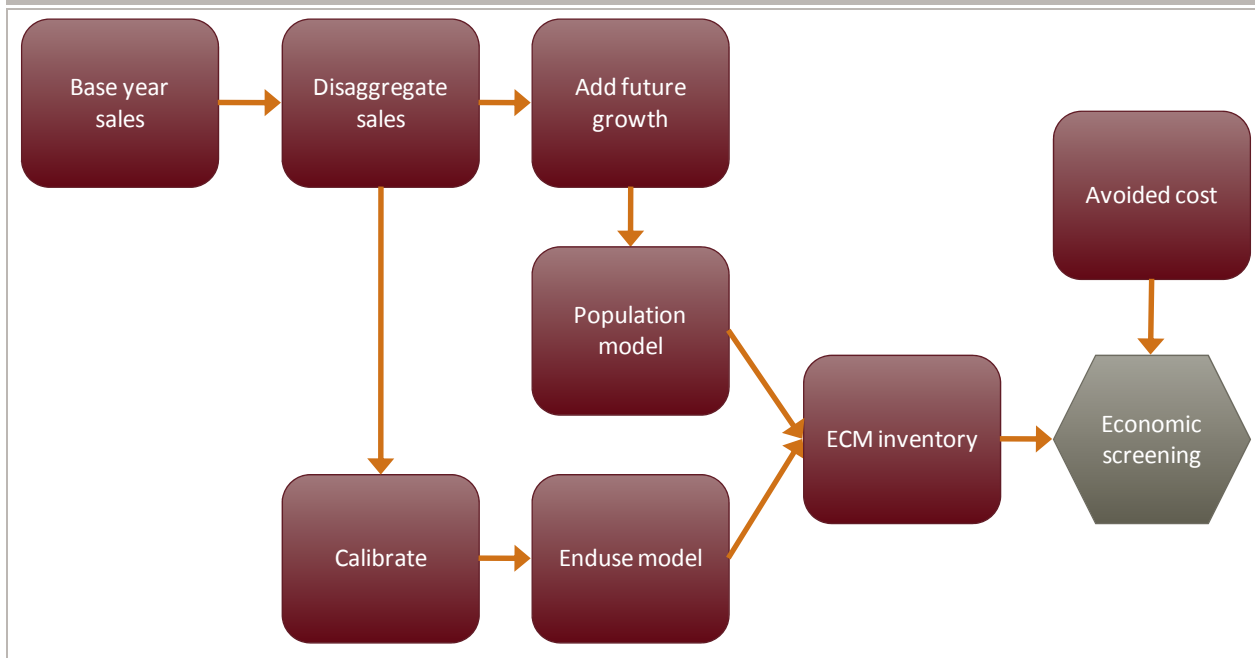 Base year
sales
Disaggregate
sales
Add future
growth
Avoided cost
Population
model
ECM inventory
Economic
screening
Calibrate
Enduse model